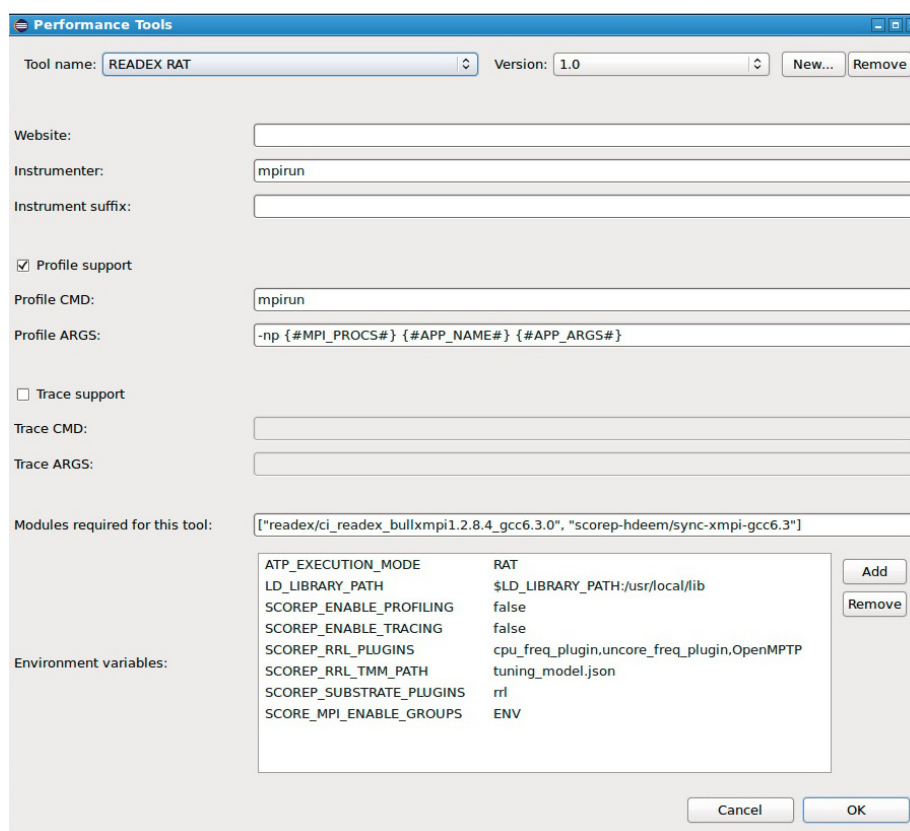 Performance Tools
Tool name: READEX RAT Version: 1.0 New... Remove
Website:
Instrumenter: mpirun
Instrument suffix:
Profile support
Profile CMD: mpirun
Profile ARGS: -np {#MPI_PROCS#} {#APP_NAME#} {#APP_ARGS#}
Trace support
Trace CMD:
Trace ARGS:
Modules required for this tool: ["readex/ci_readex_bullxmpi1.2.8.4_gcc6.3.0", "scorep-hdeem/sync-xmpi-gcc6.3"]
ATP_EXECUTION_MODE RAT Add
LD_LIBRARY_PATH $LD_LIBRARY_PATH:/usr/local/lib
SCOREP_ENABLE_PROFILING false Remove
SCOREP_ENABLE_TRACING false
SCOREP_RRL_PLUGINS cpu_freq_plugin,uncore_freq_plugin,OpenMPTP
Environment variables:
SCOREP_RRL_TMM_PATH tuning_model.json
SCOREP_SUBSTRATE_PLUGINS rrl
SCORE_MPI_ENABLE_GROUPS ENV
Cancel OK